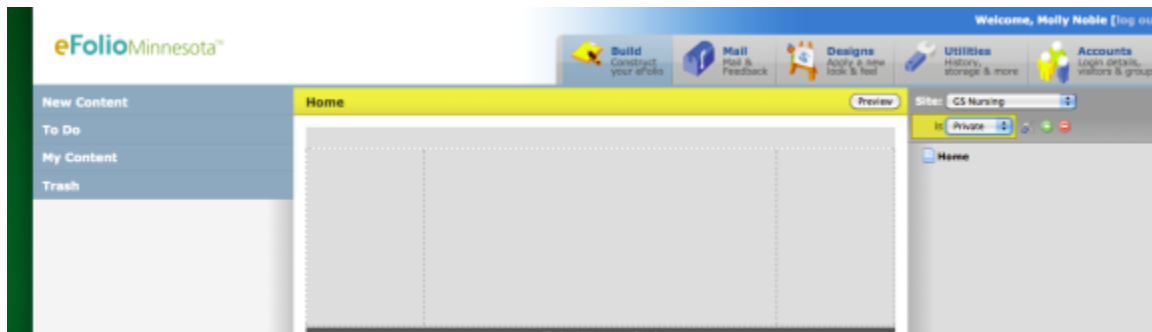 Welcome, Molly Noble [log ou
eFolioMinnesota™
Build
Construct
your eFolio
Mail
Mail &
Feedback
Designs
Apply a new
look & feel
Utilities
History,
storage & more
Accounts
Login details,
visitors & group
New Content
To Do
My Content
Trash
Home
Preview
Site: GS Nursing
is Private
Home